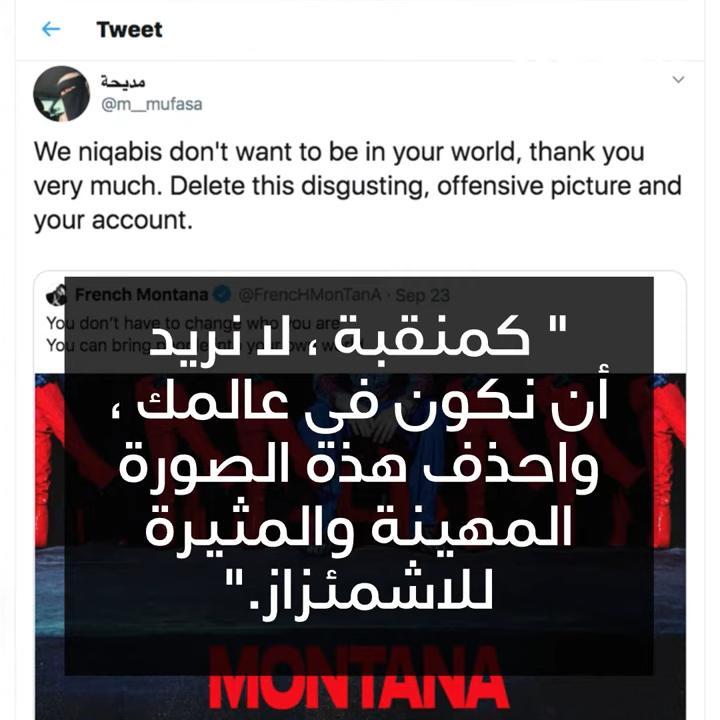 Tweet
مديحة
@m__mufasa
We niqabis don't want to be in your world, thank you
very much. Delete this disgusting, offensive picture and
your account.
French Montana @FrencHMonTanA · Sep 23
You don't have to change who you are
You can bring
" كمنقبة ، لا نريد
أن نكون في عالمك ،
واحذف هذة الصورة
المهينة والمثيرة
للاشمئزاز."
MONTANA